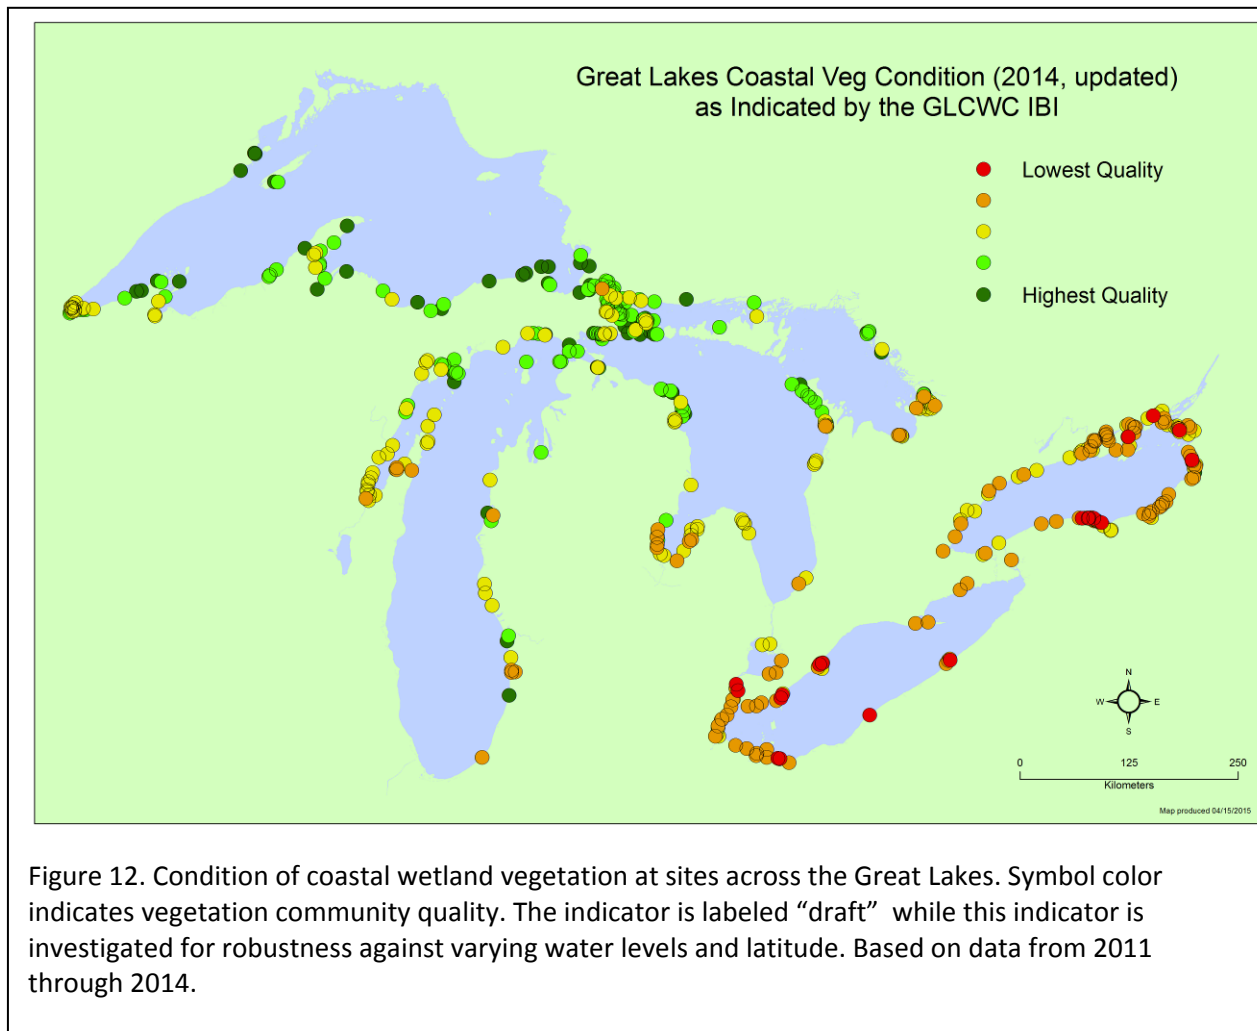 Great Lakes Coastal Veg Condition (2014, updated)
as Indicated by the GLCWC IBI
Lowest Quality
Highest Quality
N
W E
S
0 125 250
Kilometers
Map produced 04/15/2015
Figure 12. Condition of coastal wetland vegetation at sites across the Great Lakes. Symbol color
indicates vegetation community quality. The indicator is labeled “draft” while this indicator is
investigated for robustness against varying water levels and latitude. Based on data from 2011
through 2014.